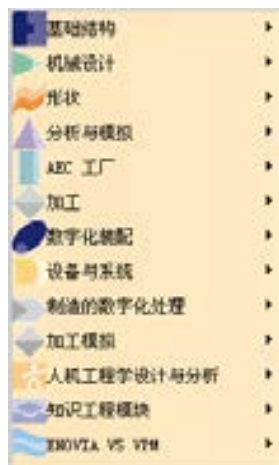 基础结构
机械设计
形状
分析与模拟
AEC 工厂
加工
数字化装配
设备与系统
制造的数字化处理
加工模拟
人机工程学设计与分析
知识工程模块
ENOVIA V5 VPM